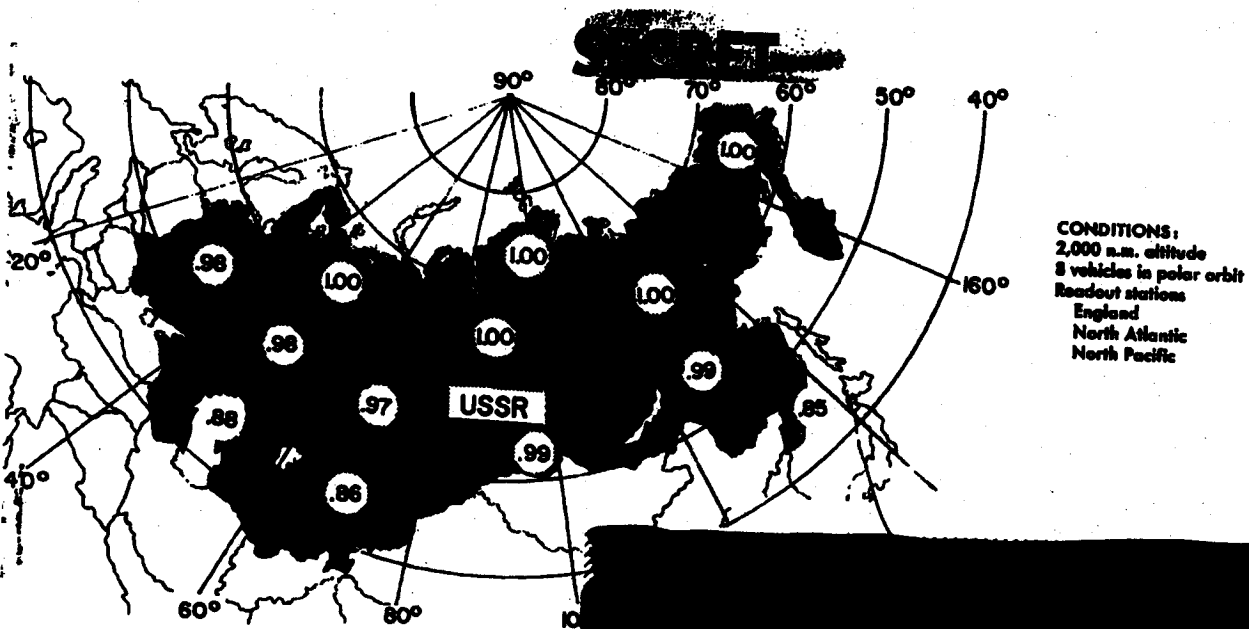 SECRET
90°
80°
70°
60°
50°
40°
1.00
.98
1.00
1.00
1.00
20°
160°
CONDITIONS:
2,000 n.m. altitude
8 vehicles in polar orbit
Readout stations
England
North Atlantic
North Pacific
.98
1.00
.99
.88
.97
USSR
.85
.99
40°
.86
60°
80°
10